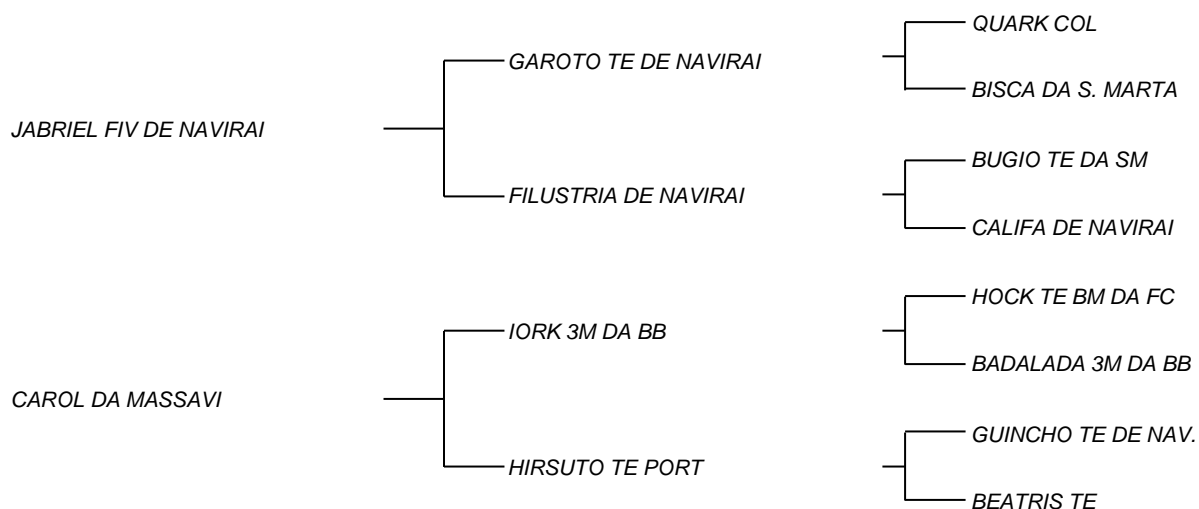 QUARK COL
GAROTO TE DE NAVIRAI
BISCA DA S. MARTA
JABRIEL FIV DE NAVIRAI
BUGIO TE DA SM
FILUSTRIA DE NAVIRAI
CALIFA DE NAVIRAI
HOCK TE BM DA FC
IORK 3M DA BB
BADALADA 3M DA BB
CAROL DA MASSAVI
GUINCHO TE DE NAV.
HIRSUTO TE PORT
BEATRIS TE